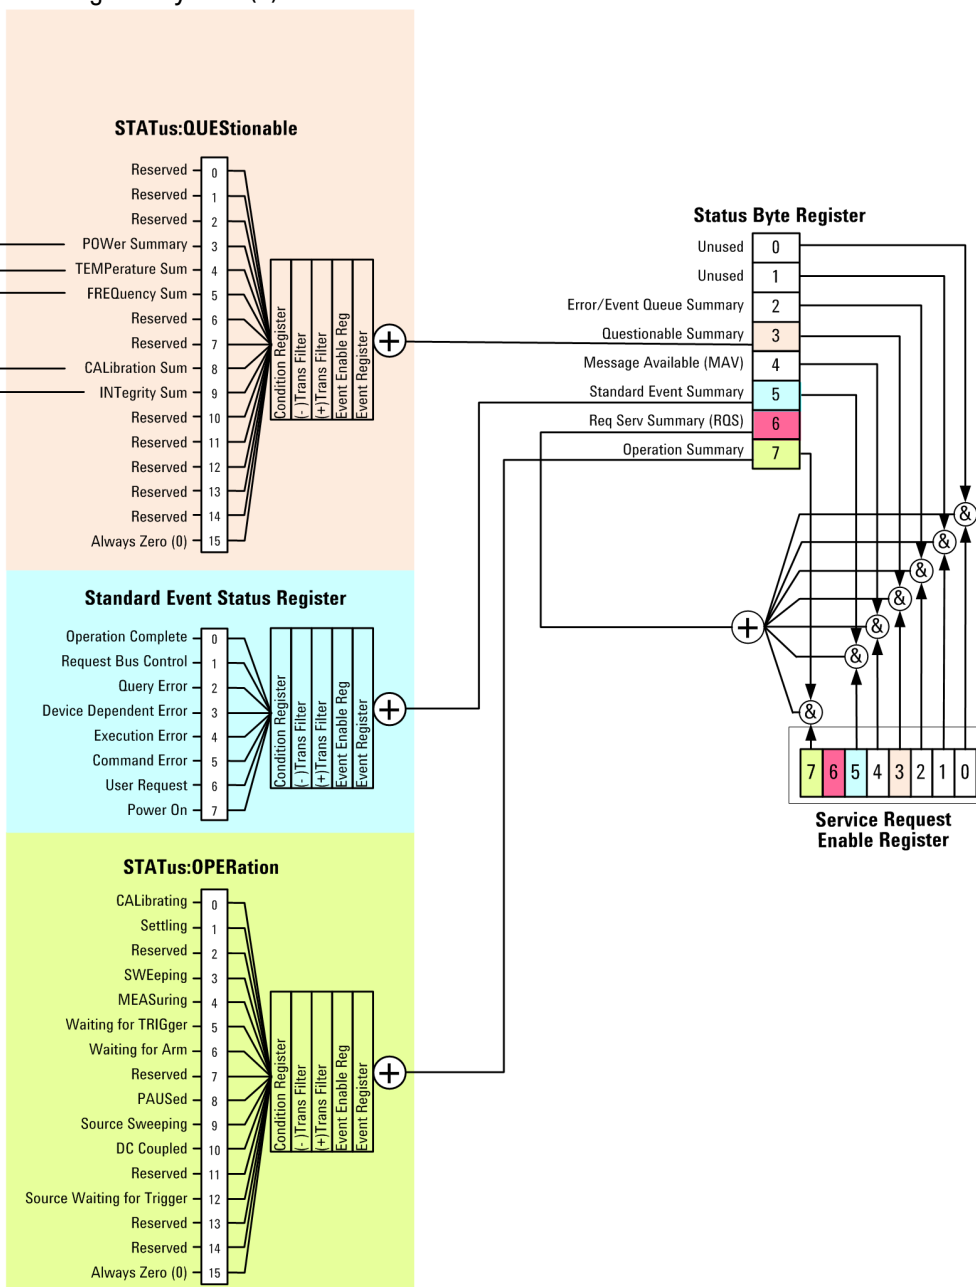 STATus:QUEStionable
Reserved 0
Reserved 1
Reserved 2
POWer Summary 3
TEMPerature Sum 4
FREQuency Sum 5
Reserved 6
Reserved 7
CALibration Sum 8
INTegrity Sum 9
Reserved 10
Reserved 11
Reserved 12
Reserved 13
Reserved 14
Always Zero (0) 15
Condition Register
(-)Trans Filter
(+)Trans Filter
Event Enable Reg
Event Register
+
Standard Event Status Register
Operation Complete 0
Request Bus Control 1
Query Error 2
Device Dependent Error 3
Execution Error 4
Command Error 5
User Request 6
Power On 7
Condition Register
(-)Trans Filter
(+)Trans Filter
Event Enable Reg
Event Register
+
STATus:OPERation
CALibrating 0
Settling 1
Reserved 2
SWEeping 3
MEASuring 4
Waiting for TRIGger 5
Waiting for Arm 6
Reserved 7
PAUSed 8
Source Sweeping 9
DC Coupled 10
Reserved 11
Source Waiting for Trigger 12
Reserved 13
Reserved 14
Always Zero (0) 15
Condition Register
(-)Trans Filter
(+)Trans Filter
Event Enable Reg
Event Register
+
Status Byte Register
Unused 0
Unused 1
Error/Event Queue Summary 2
Questionable Summary 3
Message Available (MAV) 4
Standard Event Summary 5
Req Serv Summary (RQS) 6
Operation Summary 7
&
&
&
&
&
+
&
&
7 6 5 4 3 2 1 0
Service Request
Enable Register